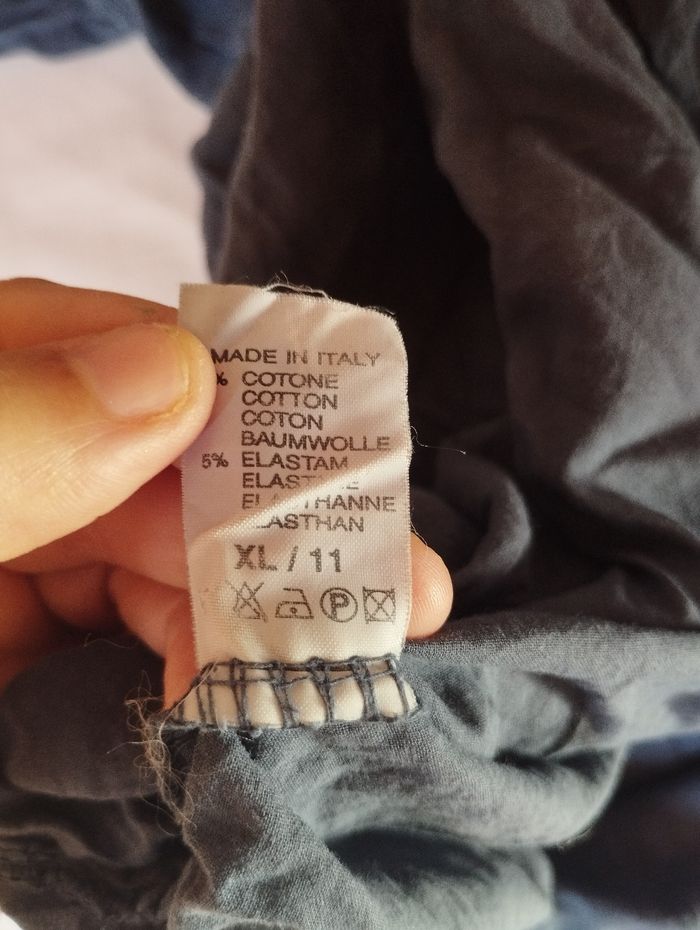 MADE IN ITALY
% COTONE
COTTON
COTON
BAUMWOLLE
5% ELASTAM
XL / 11
P